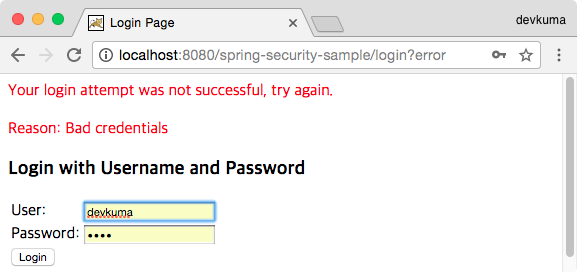 Login Page
devkuma
localhost:8080/spring-security-sample/login?error
Your login attempt was not successful, try again.
Reason: Bad credentials
Login with Username and Password
User: devkuma
Password: ••••
Login